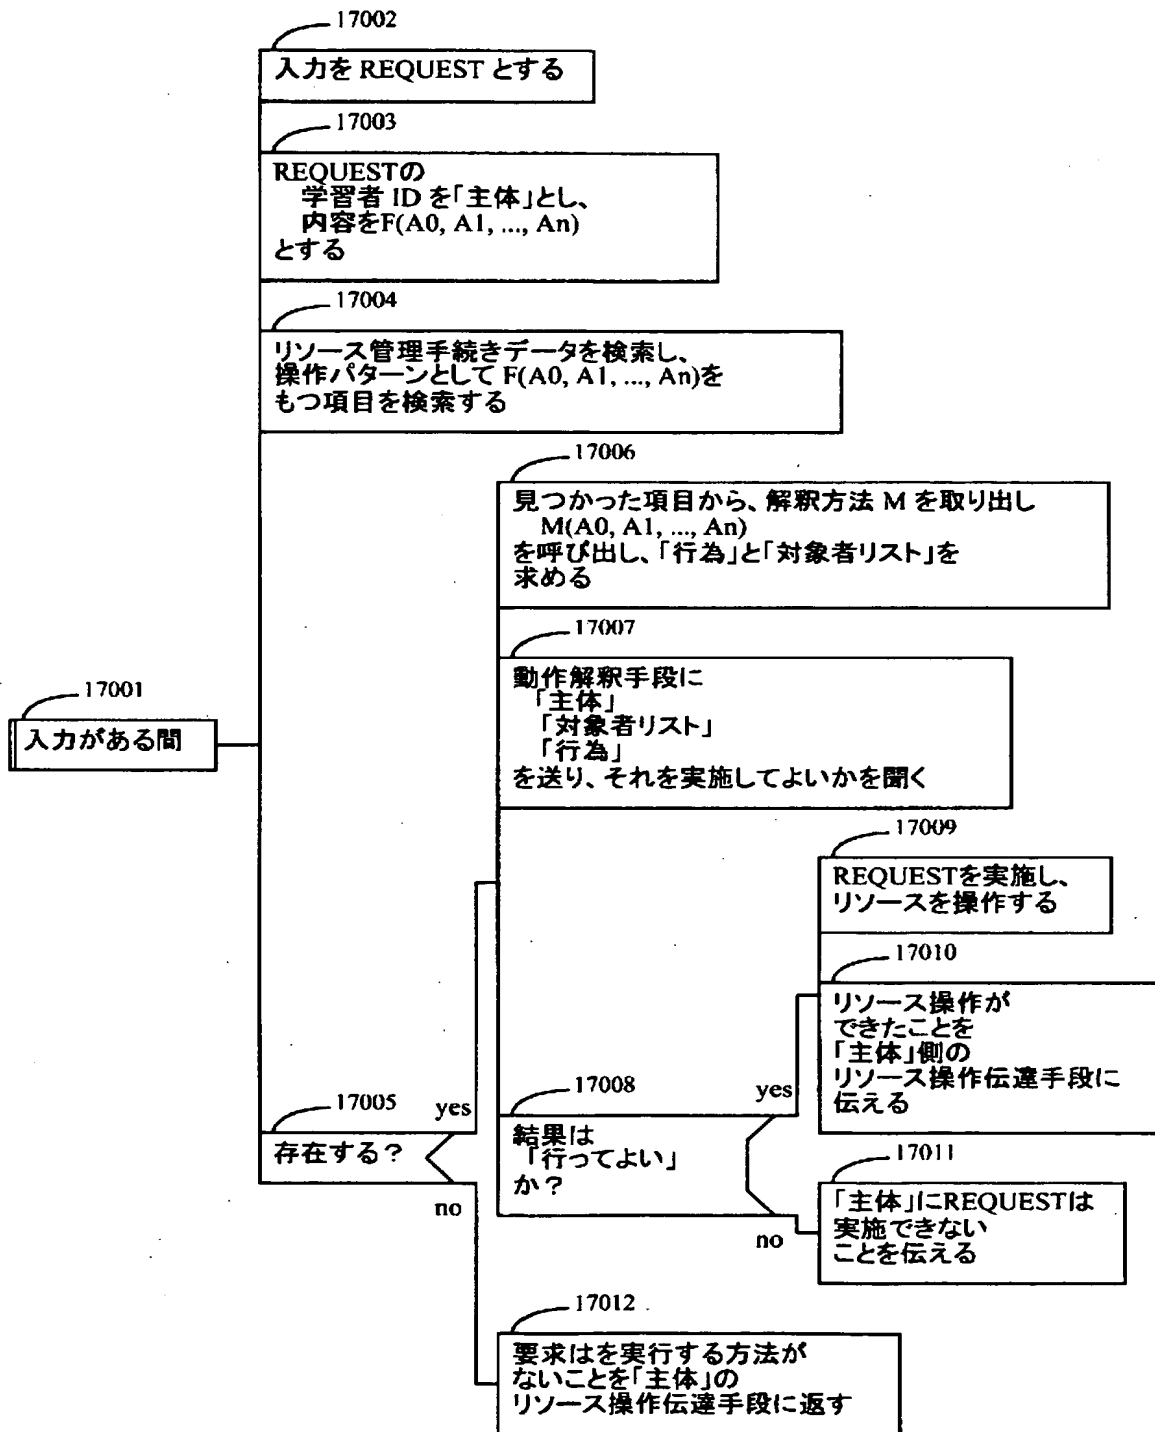 17002
入力を REQUEST とする
17003
REQUESTの
学習者 ID を「主体」とし、
内容をF(A0, A1, ..., An)
とする
17004
リソース管理手続きデータを検索し、
操作パターンとして F(A0, A1, ..., An)を
もつ項目を検索する
17006
見つかった項目から、解釈方法 M を取り出し
M(A0, A1, ..., An)
を呼び出し、「行為」と「対象者リスト」を
求める
17007
動作解釈手段に
「主体」
「対象者リスト」
「行為」
を送り、それを実施してよいかを聞く
17001
入力がある間
17009
REQUESTを実施し、
リソースを操作する
17010
リソース操作が
できたことを
「主体」側の
リソース操作伝達手段に
伝える
17005
yes
存在する？
no
17008
yes
結果は
「行ってよい」
か？
no
17011
「主体」にREQUESTは
実施できない
ことを伝える
17012
要求はを実行する方法が
ないことを「主体」の
リソース操作伝達手段に返す